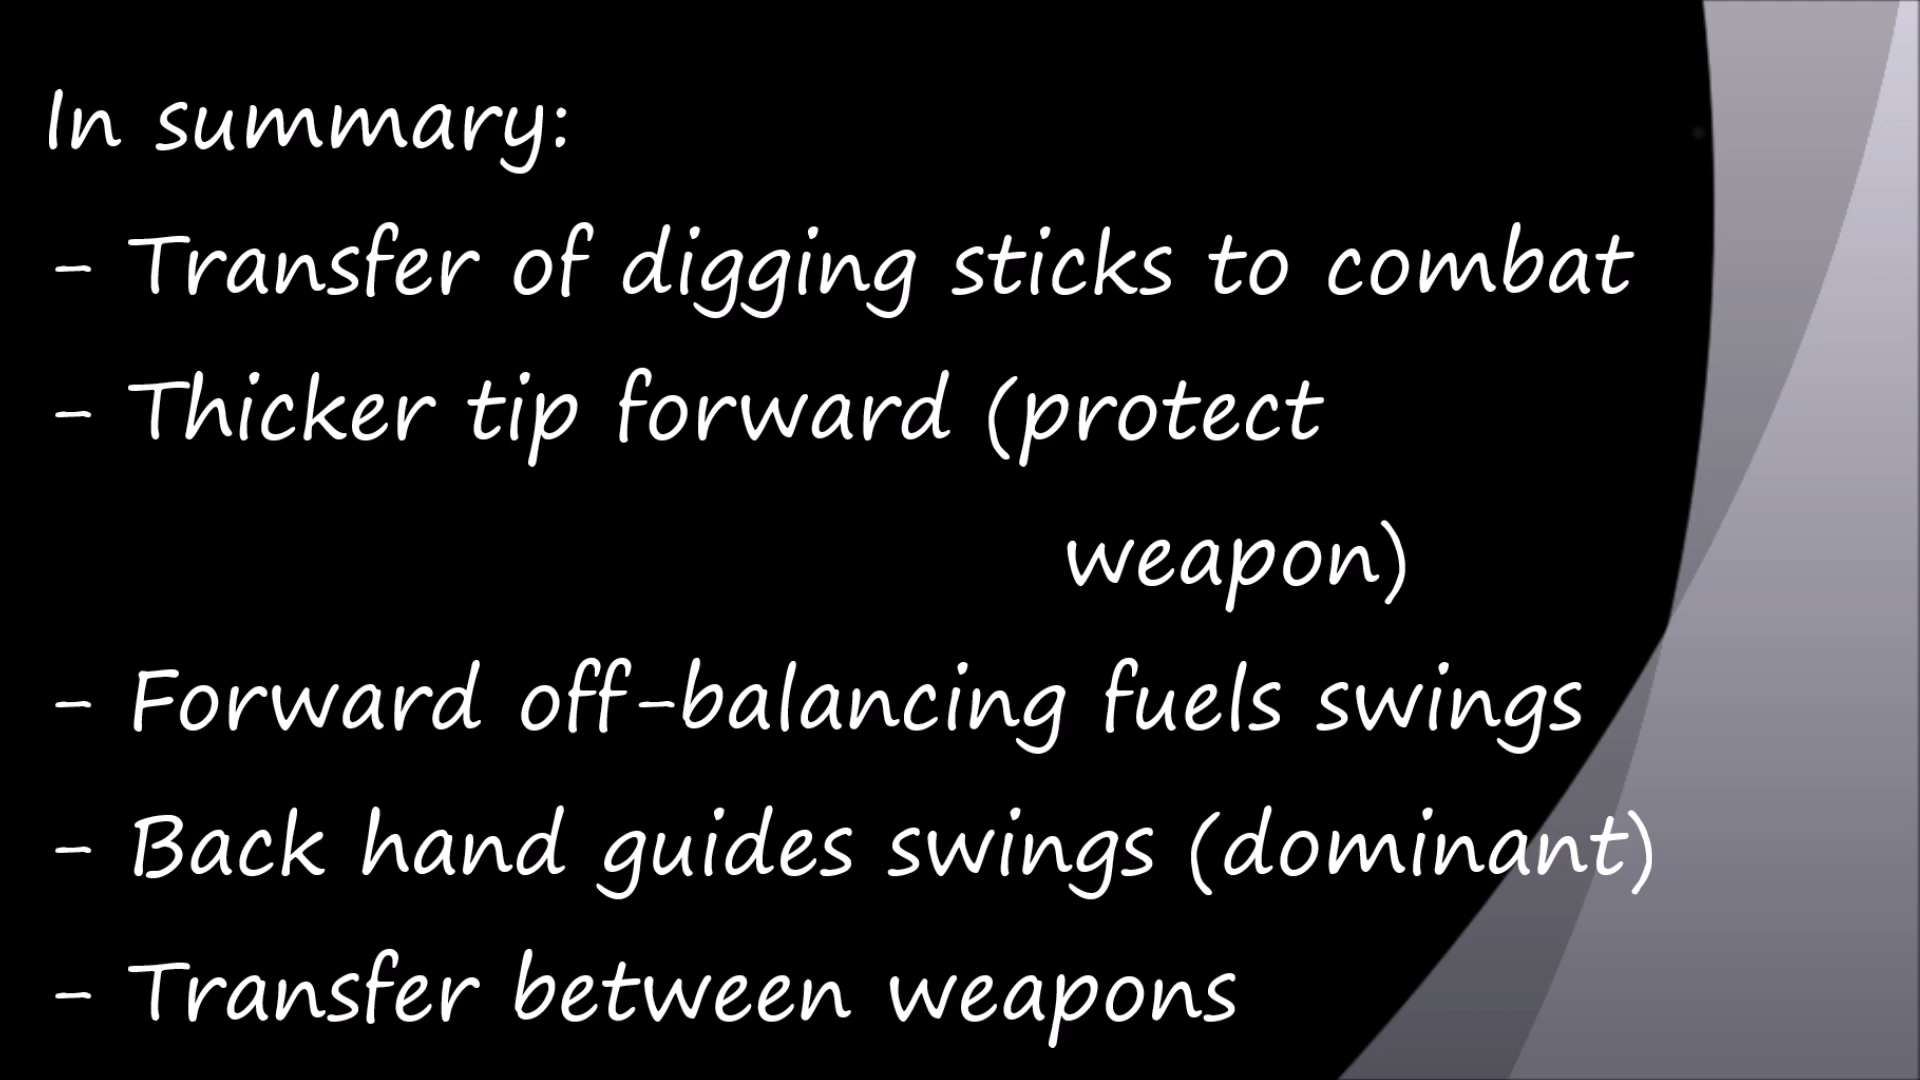 In summary:
- Transfer of digging sticks to combat
- Thicker tip forward (protect
weapon)
- Forward off-balancing fuels swings
- Back hand guides swings (dominant)
- Transfer between weapons